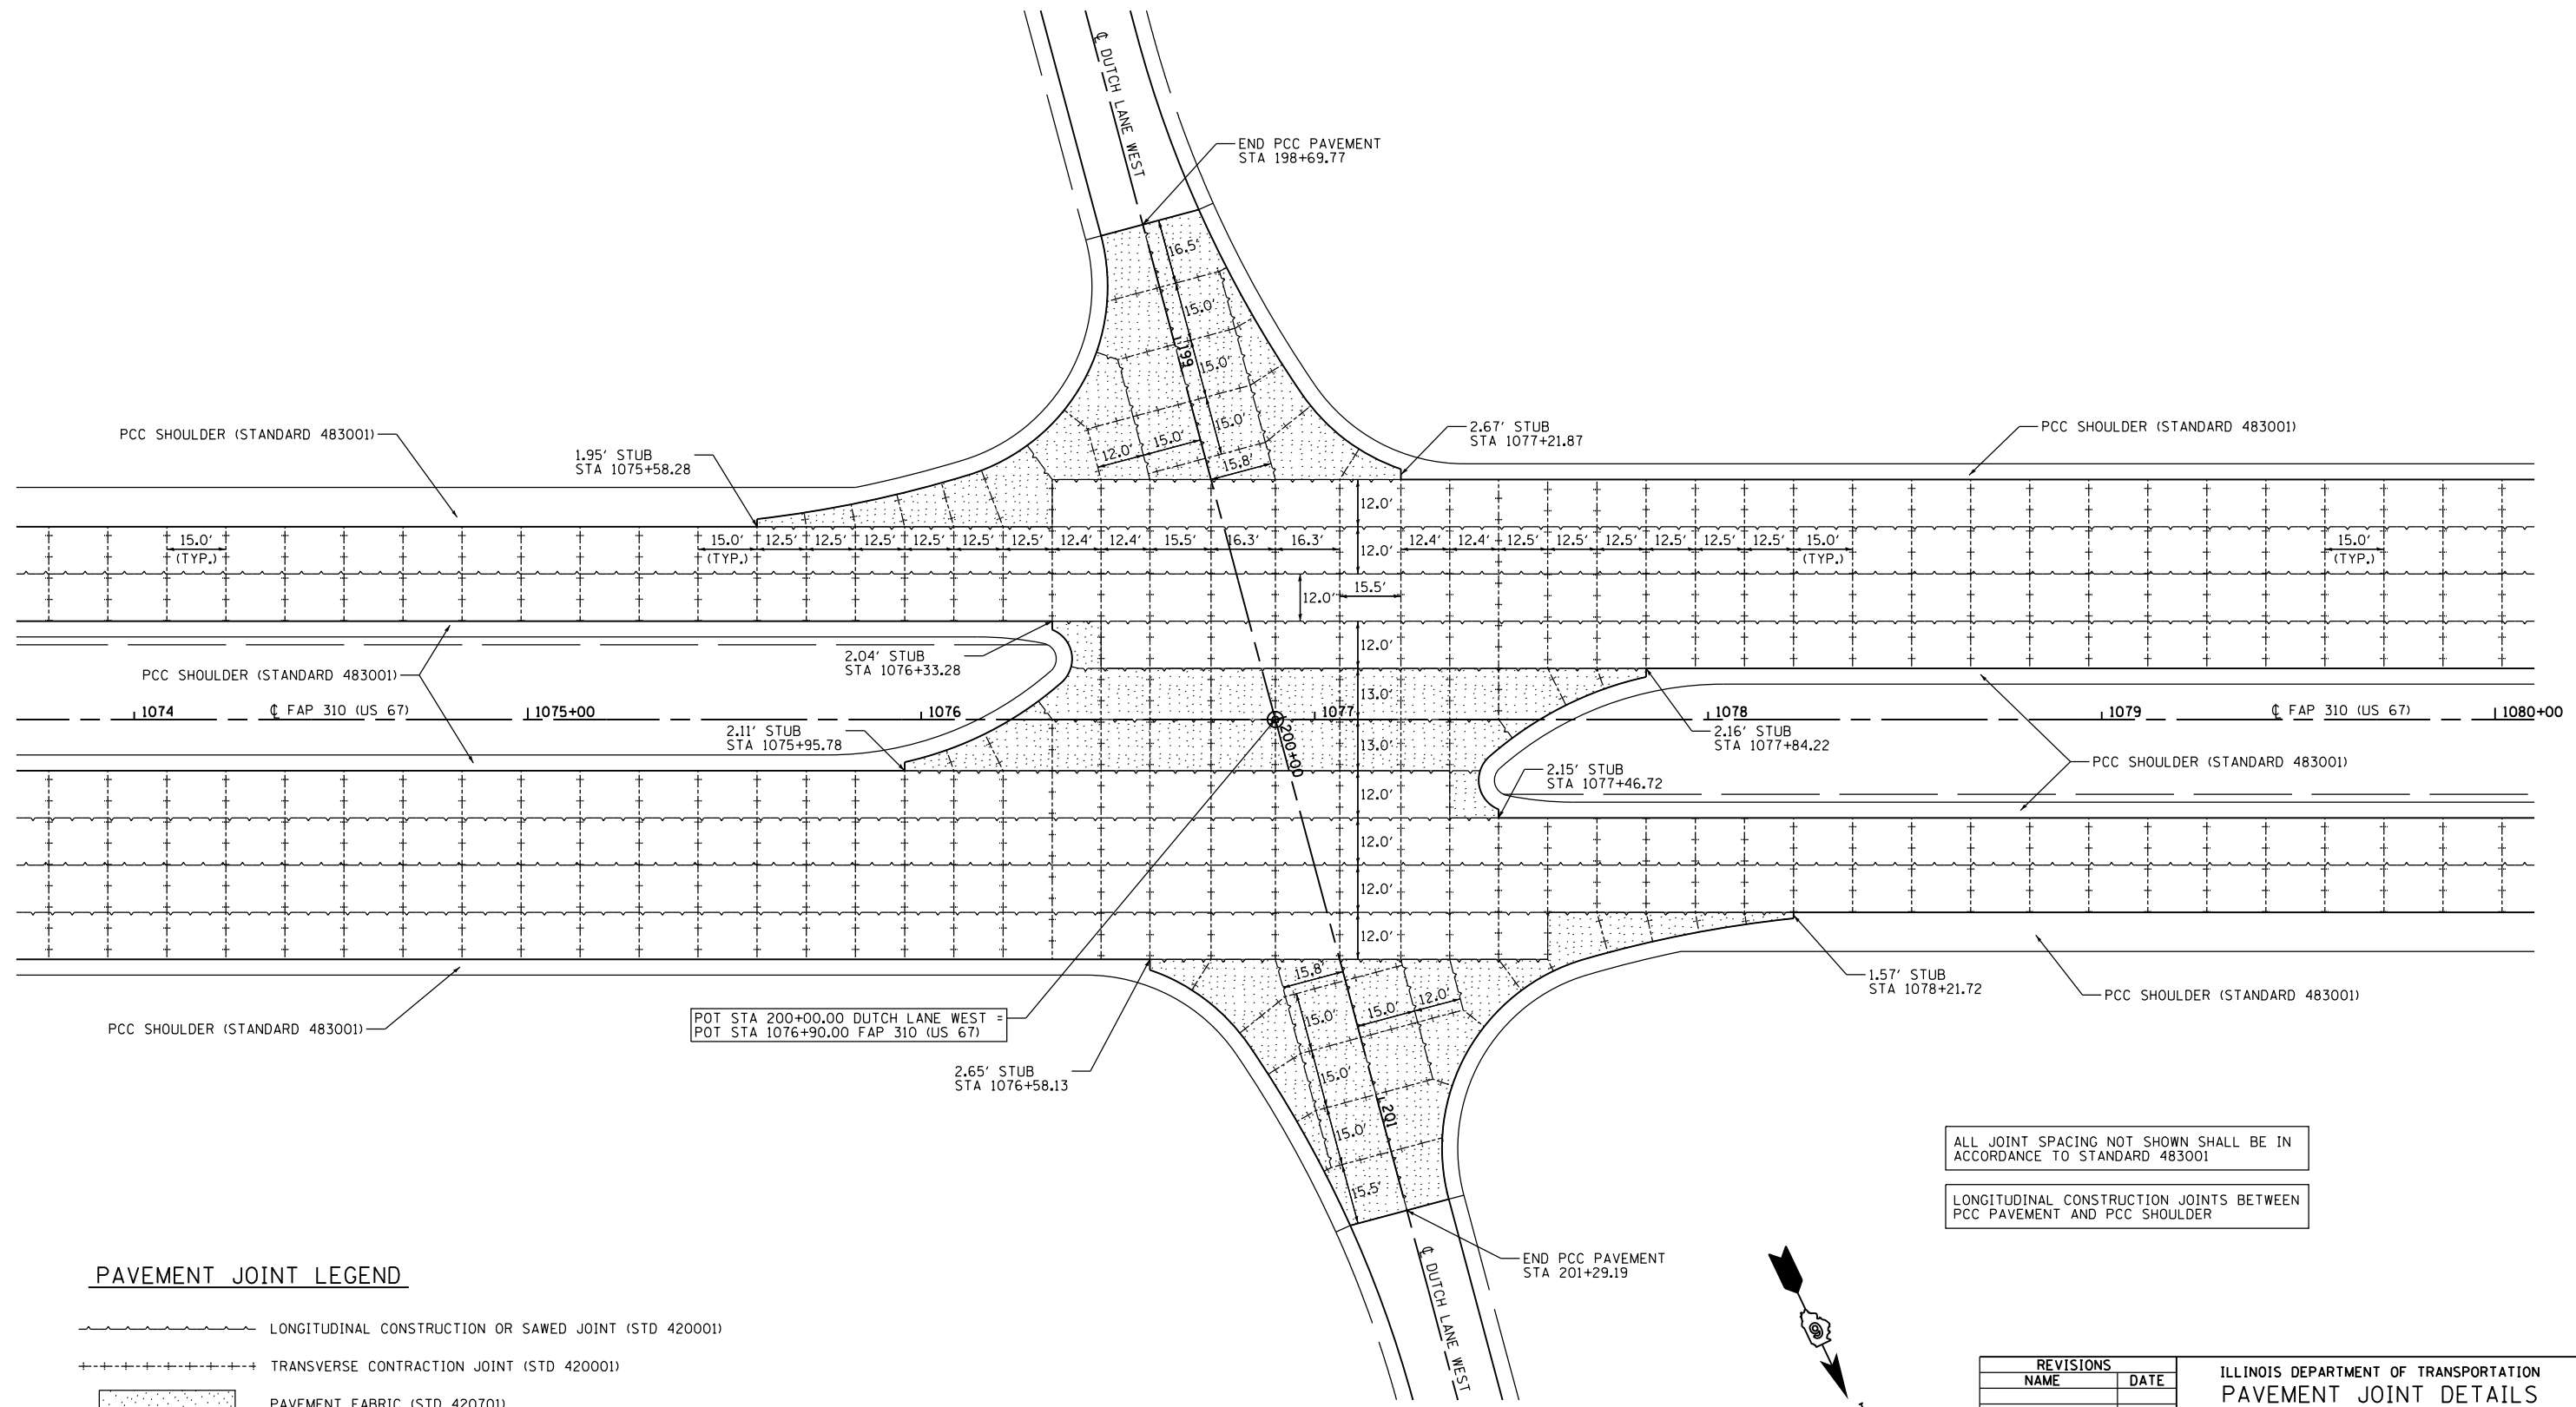 ℄ DUTCH LANE WEST
END PCC PAVEMENT
STA 198+69.77
16.5'
15.0'
199
15.0'
15.0'
12.0'
15.0'
15.8'
PCC SHOULDER (STANDARD 483001)
1.95' STUB
STA 1075+58.28
2.67' STUB
STA 1077+21.87
PCC SHOULDER (STANDARD 483001)
12.0'
15.0'
(TYP.)
15.0'
(TYP.)
12.5'
12.5'
12.5'
12.5'
12.5'
12.5'
12.4'
12.4'
15.5'
16.3'
16.3'
12.0'
12.4'
12.4'
12.5'
12.5'
12.5'
12.5'
12.5'
12.5'
15.0'
(TYP.)
15.0'
(TYP.)
15.5'
12.0'
2.04' STUB
STA 1076+33.28
12.0'
PCC SHOULDER (STANDARD 483001)
13.0'
1074
℄ FAP 310 (US 67)
1075+00
1076
1077
1078
1079
℄ FAP 310 (US 67)
1080+00
2.11' STUB
STA 1075+95.78
200+00
13.0'
2.16' STUB
STA 1077+84.22
PCC SHOULDER (STANDARD 483001)
2.15' STUB
STA 1077+46.72
12.0'
12.0'
12.0'
12.0'
1.57' STUB
STA 1078+21.72
PCC SHOULDER (STANDARD 483001)
PCC SHOULDER (STANDARD 483001)
POT STA 200+00.00 DUTCH LANE WEST =
POT STA 1076+90.00 FAP 310 (US 67)
15.8'
15.0'
12.0'
15.0'
2.65' STUB
STA 1076+58.13
15.0'
201
15.0'
15.5'
ALL JOINT SPACING NOT SHOWN SHALL BE IN
ACCORDANCE TO STANDARD 483001
LONGITUDINAL CONSTRUCTION JOINTS BETWEEN
PCC PAVEMENT AND PCC SHOULDER
END PCC PAVEMENT
STA 201+29.19
℄ DUTCH LANE WEST
PAVEMENT JOINT LEGEND
LONGITUDINAL CONSTRUCTION OR SAWED JOINT (STD 420001)
TRANSVERSE CONTRACTION JOINT (STD 420001)
PAVEMENT FABRIC (STD 420701)
REVISIONS
NAME
DATE
ILLINOIS DEPARTMENT OF TRANSPORTATION
PAVEMENT JOINT DETAILS